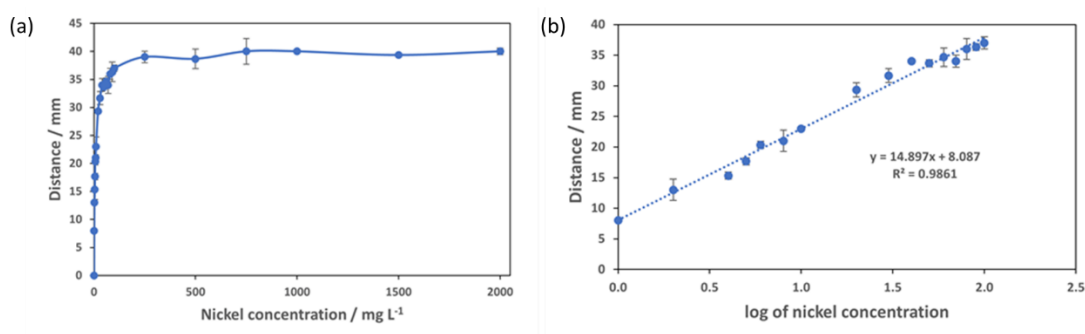 (a)
45
40
35
30
25
20
15
10
5
0
Distance / mm
0 500 1000 1500 2000
Nickel concentration / mg L⁻¹
(b)
40
35
30
25
20
15
10
5
0
Distance / mm
y = 14.897x + 8.087
R² = 0.9861
0.0 0.5 1.0 1.5 2.0 2.5
log of nickel concentration